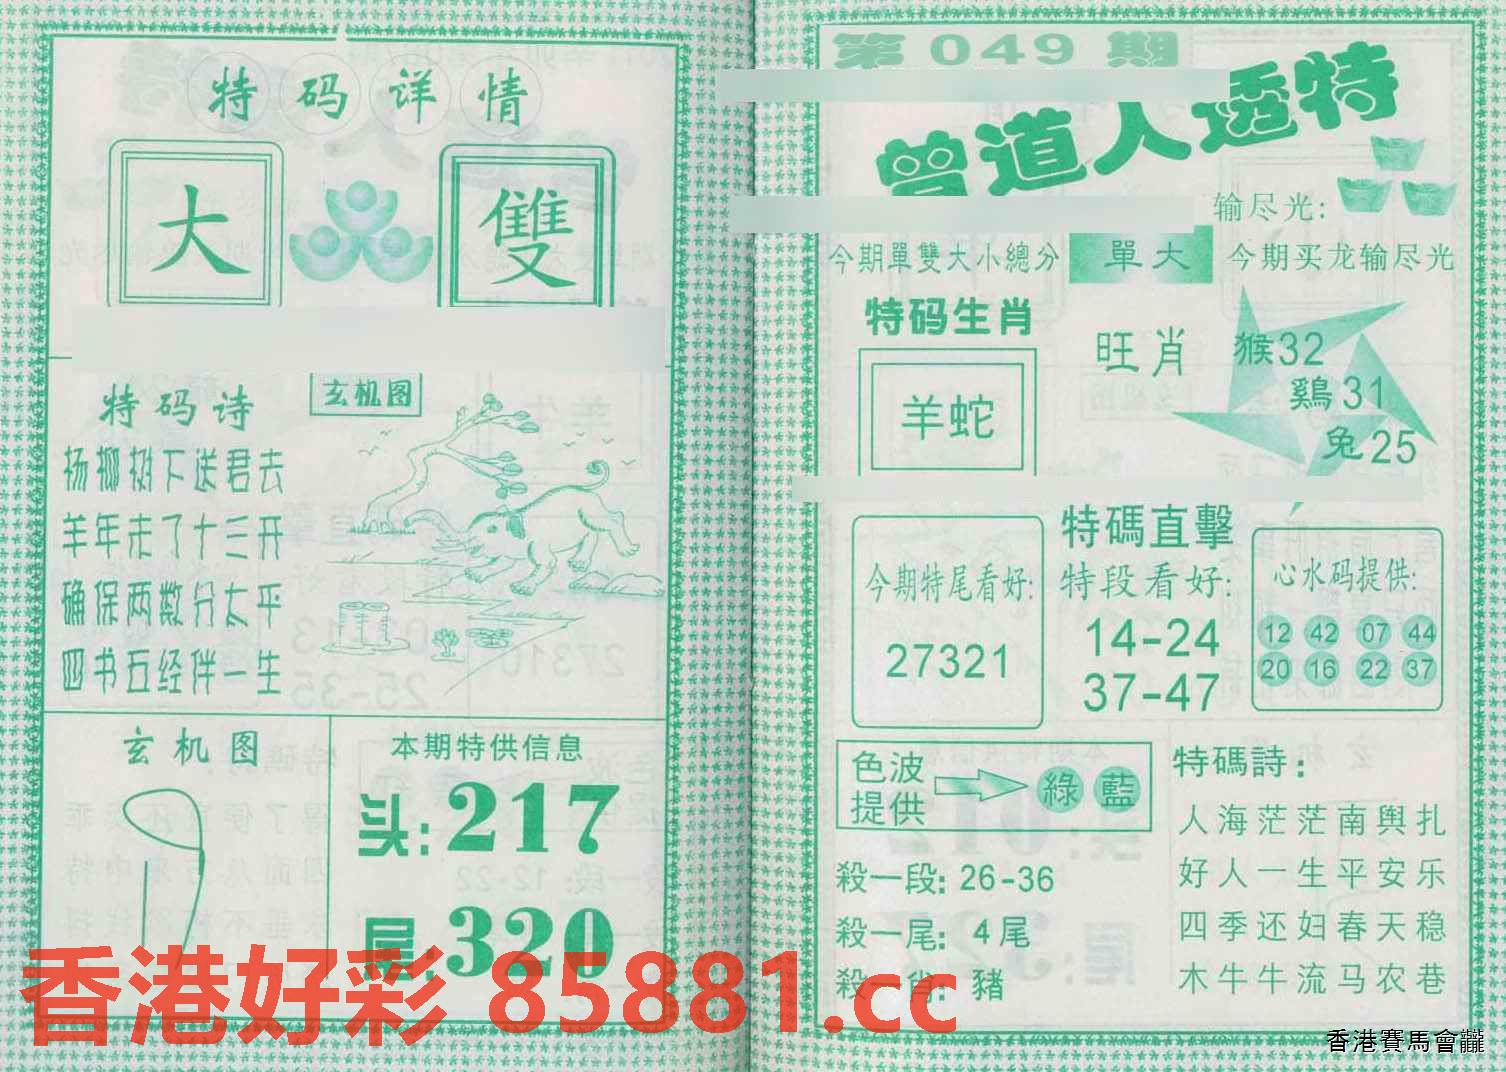 特码详情
大
雙
特码诗
玄机图
杨柳树下送君去
羊年未了十三开
确保两数分太平
四书五经伴一生
玄机图
本期特供信息
头:217
尾:320
第049期
曾道人透特
输尽光:
今期單雙大小總分
單大
今期买龙输尽光
特码生肖
羊蛇
旺肖
猴32
鷄31
兔25
今期特尾看好:
27321
特碼直擊
特段看好:
14-24
37-47
心水码提供:
12 42 07 44
20 16 22 37
色波
提供
綠 藍
殺一段: 26-36
殺一尾: 4尾
殺一肖: 豬
特碼詩:
人海茫茫南舆扎
好人一生平安乐
四季还妇春天稳
木牛牛流马农巷
香港好彩 85881.cc
香港賽馬會